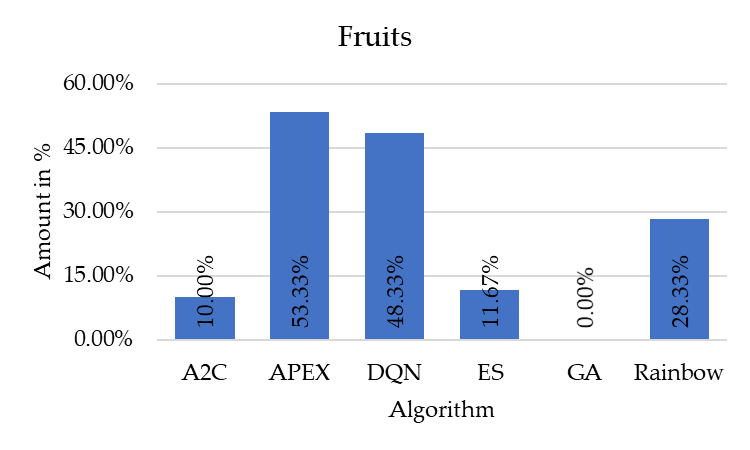 Fruits
60.00%
45.00%
30.00%
15.00%
0.00%
Amount in %
10.00%
53.33%
48.33%
11.67%
0.00%
28.33%
A2C APEX DQN ES GA Rainbow
Algorithm